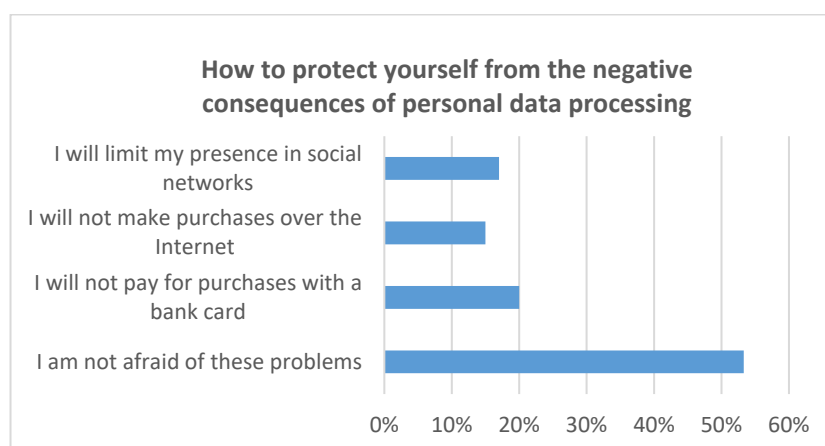 How to protect yourself from the negative
consequences of personal data processing
I will limit my presence in social
networks
I will not make purchases over the
Internet
I will not pay for purchases with a
bank card
I am not afraid of these problems
0% 10% 20% 30% 40% 50% 60%